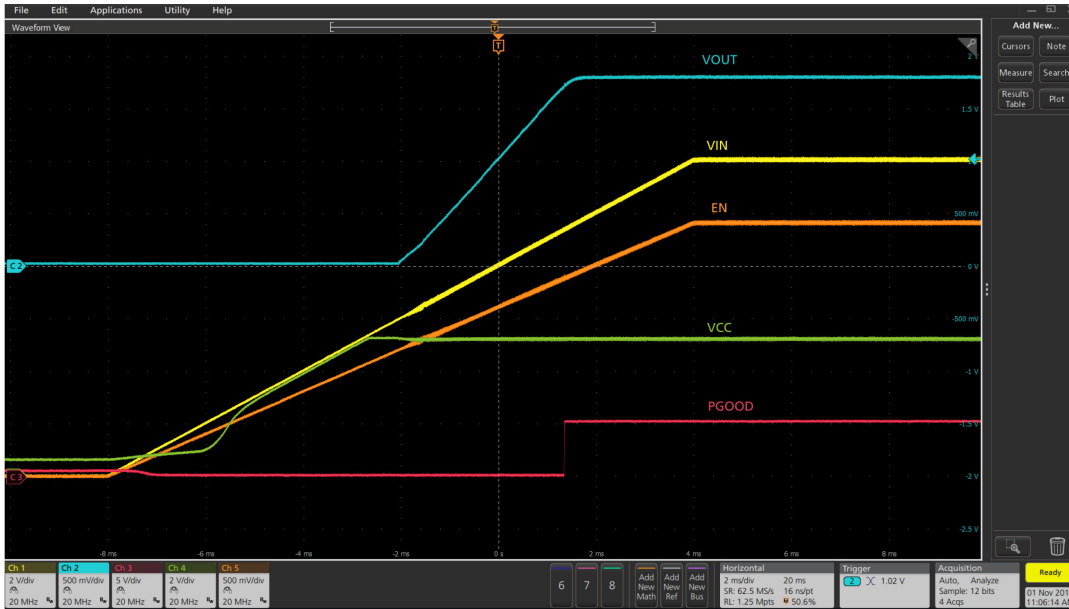 File Edit Applications Utility Help
Waveform View
Add New...
Cursors Note
Measure Search
Results Table Plot
T
T
VOUT
VIN
EN
VCC
PGOOD
2 V
1.5 V
500 mV
0 V
-500 mV
-1 V
-1.5 V
-2 V
-2.5 V
C 2
C 3
-8 ms -6 ms -4 ms -2 ms 0 s 2 ms 4 ms 6 ms 8 ms
Ch 1
2 V/div
20 MHz
Ch 2
500 mV/div
20 MHz
Ch 3
5 V/div
20 MHz
Ch 4
2 V/div
20 MHz
Ch 5
500 mV/div
20 MHz
6 7 8
Add New Math
Add New Ref
Add New Bus
Horizontal
2 ms/div 20 ms
SR: 62.5 MS/s 16 ns/pt
RL: 1.25 Mpts 50.6%
Trigger
2 1.02 V
Acquisition
Auto, Analyze
Sample: 12 bits
4 Acqs
Ready
01 Nov 201
11:06:14 AM